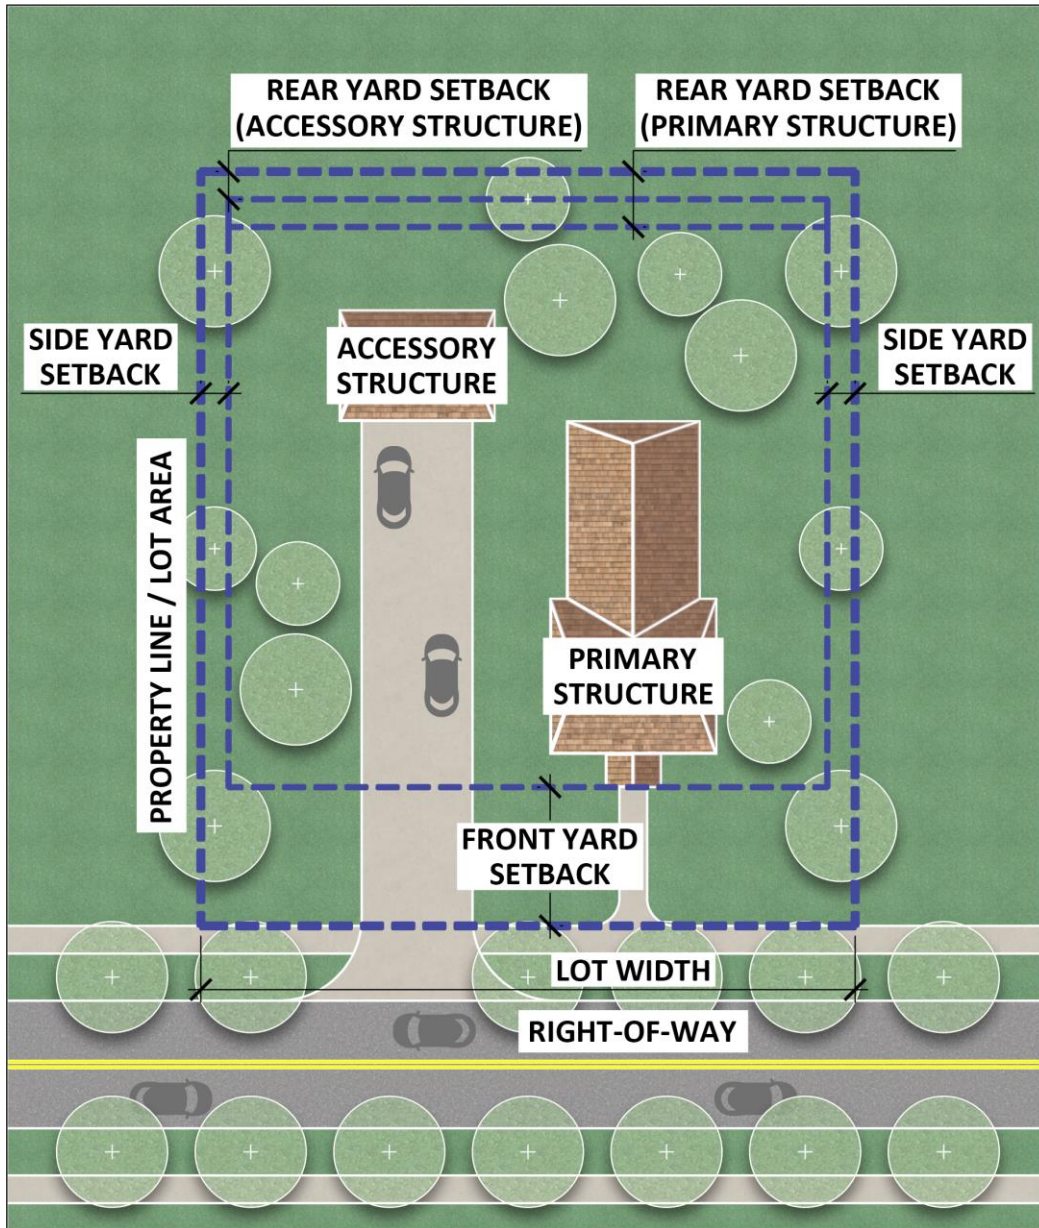 REAR YARD SETBACK
(ACCESSORY STRUCTURE)
REAR YARD SETBACK
(PRIMARY STRUCTURE)
SIDE YARD
SETBACK
ACCESSORY
STRUCTURE
SIDE YARD
SETBACK
PROPERTY LINE / LOT AREA
PRIMARY
STRUCTURE
FRONT YARD
SETBACK
LOT WIDTH
RIGHT-OF-WAY